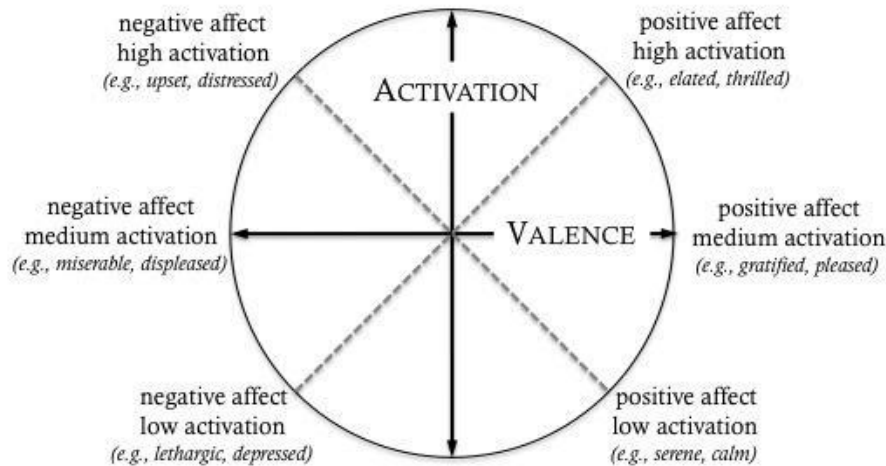 negative affect
high activation
(e.g., upset, distressed)
positive affect
high activation
(e.g., elated, thrilled)
ACTIVATION
negative affect
medium activation
(e.g., miserable, displeased)
VALENCE
positive affect
medium activation
(e.g., gratified, pleased)
negative affect
low activation
(e.g., lethargic, depressed)
positive affect
low activation
(e.g., serene, calm)